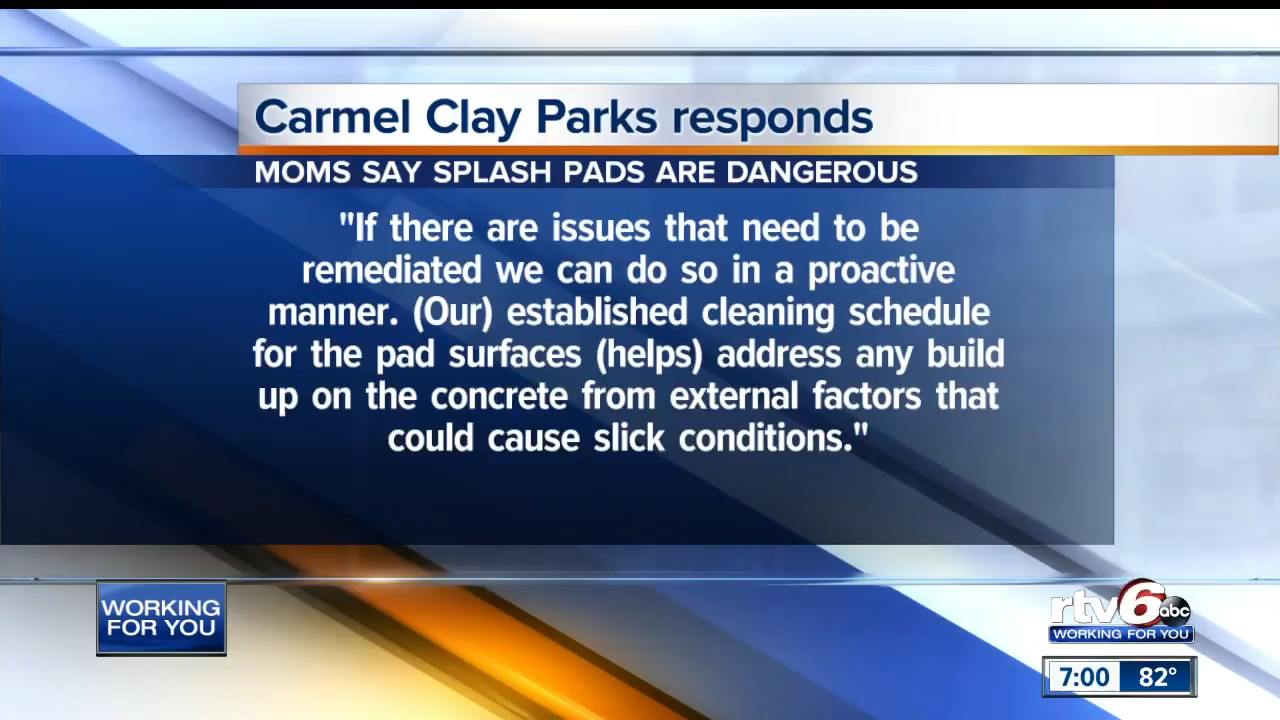 Carmel Clay Parks responds
MOMS SAY SPLASH PADS ARE DANGEROUS
"If there are issues that need to be
remediated we can do so in a proactive
manner. (Our) established cleaning schedule
for the pad surfaces (helps) address any build
up on the concrete from external factors that
could cause slick conditions."
WORKING
FOR YOU
rtv6 abc
WORKING FOR YOU
7:00 82°